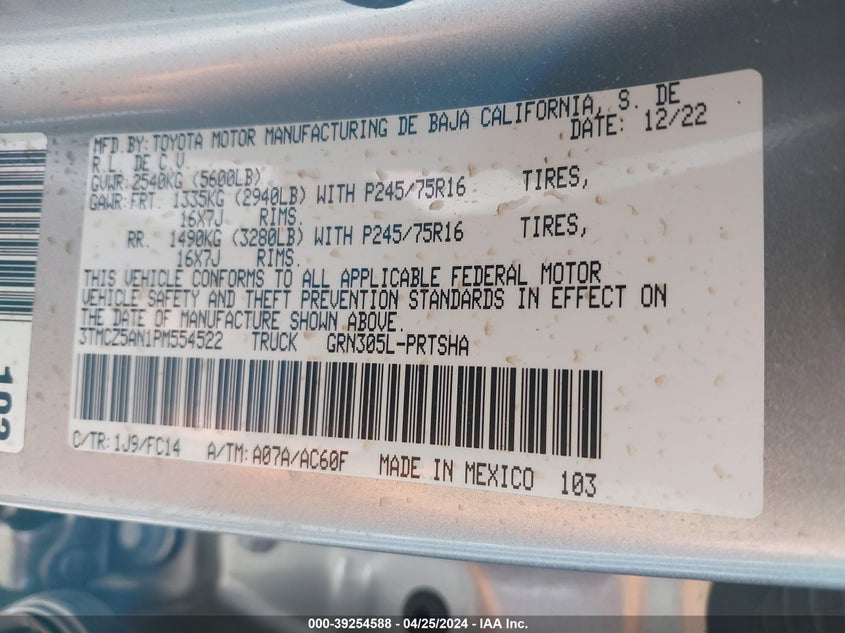 MFD. BY: TOYOTA MOTOR MANUFACTURING DE BAJA CALIFORNIA, S. DE
R.L. DE C.V. DATE: 12/22
GVWR: 2540KG (5600LB)
GAWR: FRT. 1335KG (2940LB) WITH P245/75R16 TIRES,
16X7J RIMS.
RR. 1490KG (3280LB) WITH P245/75R16 TIRES,
16X7J RIMS.
THIS VEHICLE CONFORMS TO ALL APPLICABLE FEDERAL MOTOR
VEHICLE SAFETY AND THEFT PREVENTION STANDARDS IN EFFECT ON
THE DATE OF MANUFACTURE SHOWN ABOVE.
3TMCZ5AN1PM554522 TRUCK GRN305L-PRTSHA
C/TR: 1J9/FC14 A/TM: A07A/AC60F MADE IN MEXICO 103
000-39254588 - 04/25/2024 - IAA Inc.